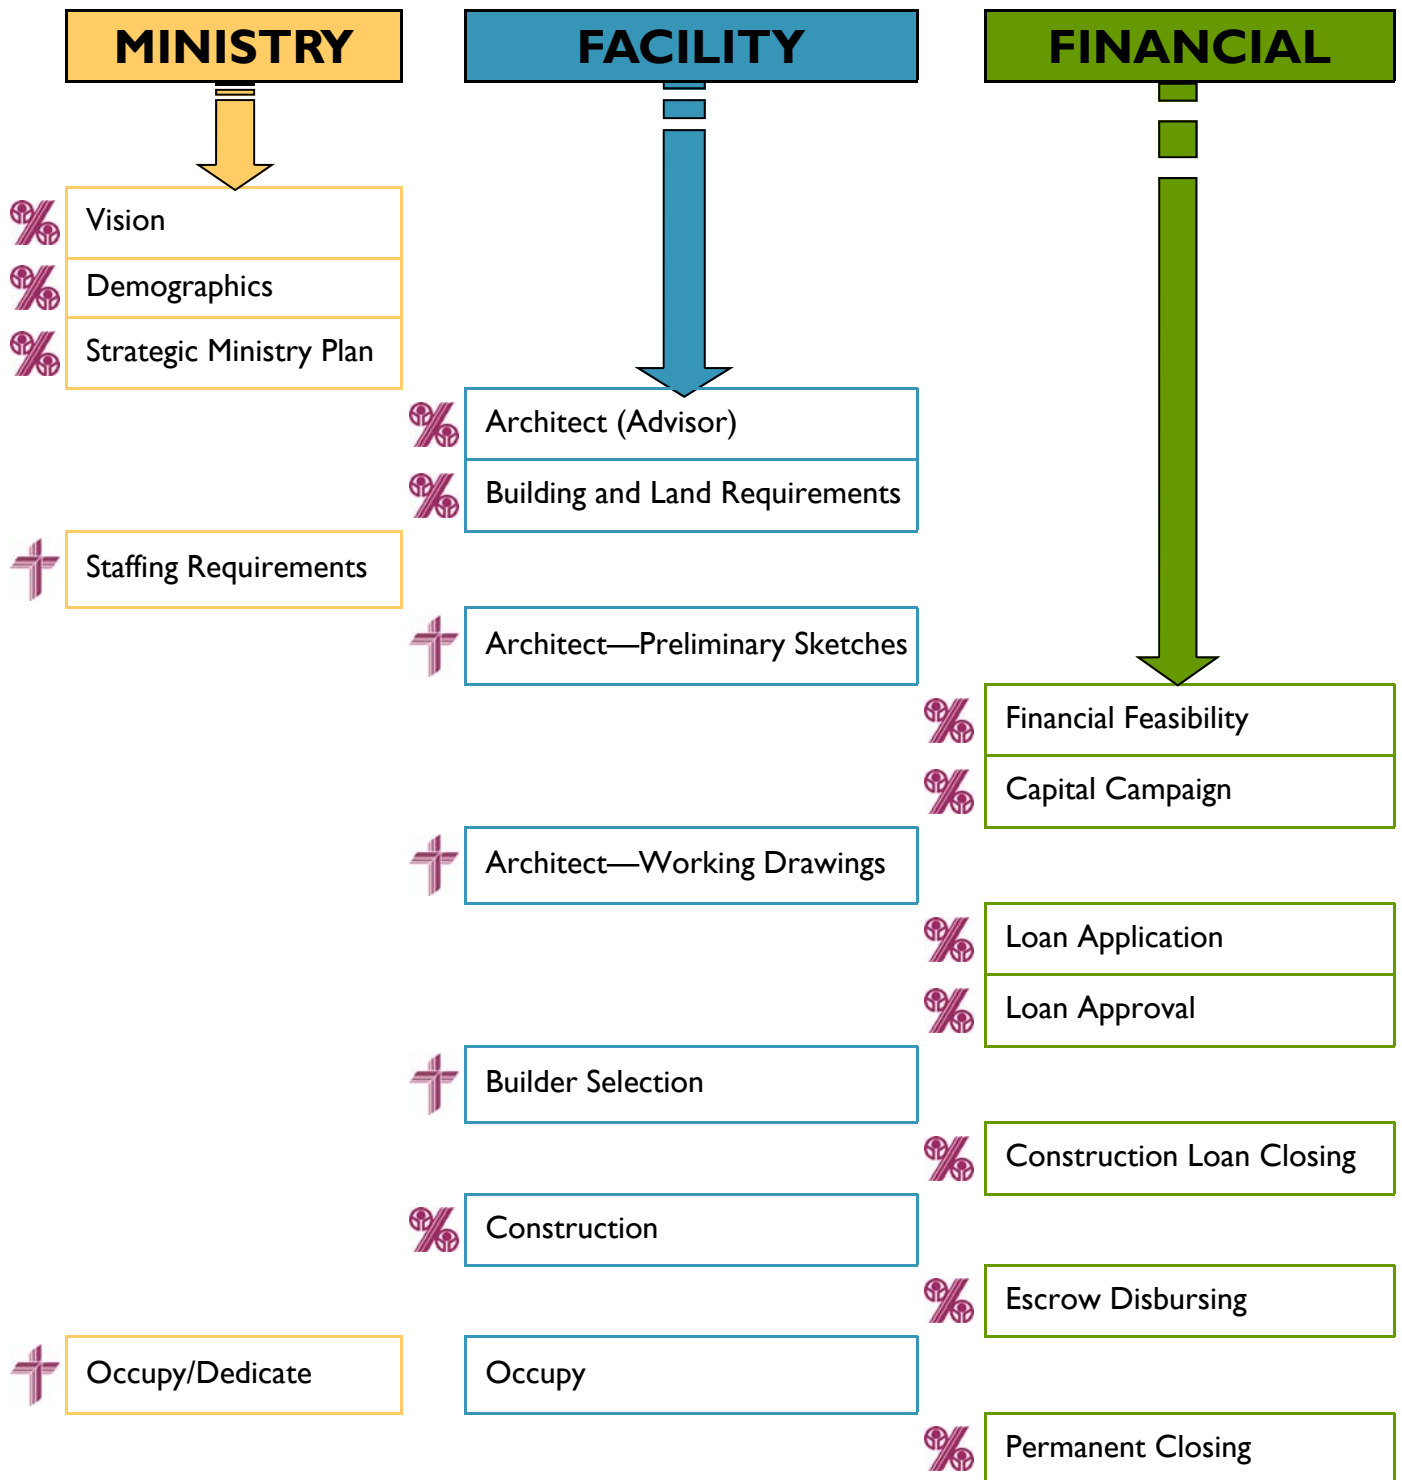 MINISTRY
FACILITY
FINANCIAL
Vision
Demographics
Strategic Ministry Plan
Architect (Advisor)
Building and Land Requirements
Staffing Requirements
Architect—Preliminary Sketches
Financial Feasibility
Capital Campaign
Architect—Working Drawings
Loan Application
Loan Approval
Builder Selection
Construction Loan Closing
Construction
Escrow Disbursing
Occupy/Dedicate
Occupy
Permanent Closing